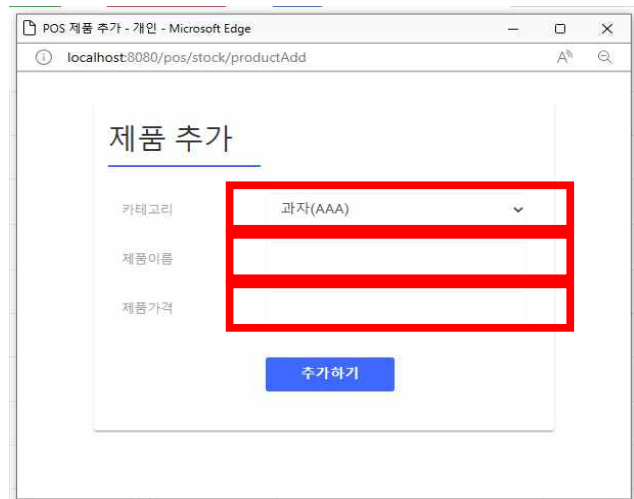 POS 제품 추가 - 개인 - Microsoft Edge
localhost:8080/pos/stock/productAdd
제품 추가
카테고리 과자(AAA)
제품이름
제품가격
추가하기